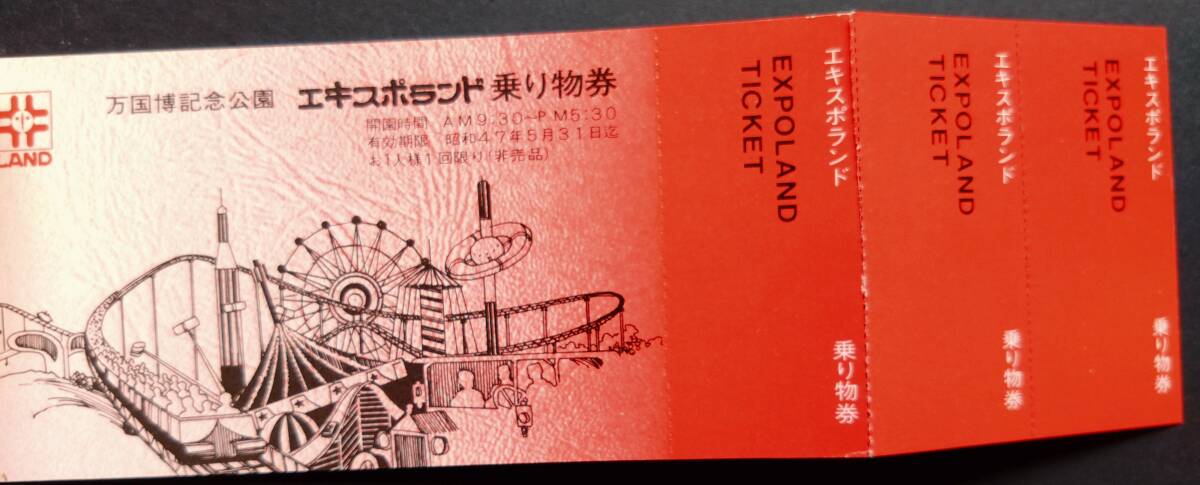 LAND
万国博記念公園 エキスポランド 乗り物券
開園時間 AM9.30~PM5:30
有効期限 昭和47年5月31日迄
お1人様1回限り(非売品)
エキスポランド 乗り物券
EXPOLAND
TICKET
エキスポランド 乗り物券
EXPOLAND
TICKET
エキスポランド 乗り物券
EXPOLAND
TICKET